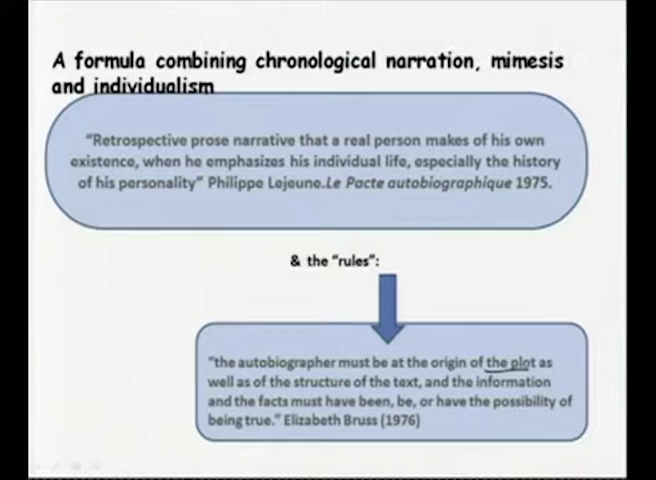 A formula combining chronological narration, mimesis
and individualism
"Retrospective prose narrative that a real person makes of his own
existence, when he emphasizes his individual life, especially the history
of his personality" Philippe Lejeune.Le Pacte autobiographique 1975.
& the "rules":
"the autobiographer must be at the origin of the plot as
well as of the structure of the text, and the information
and the facts must have been, be, or have the possibility of
being true." Elizabeth Bruss (1976)